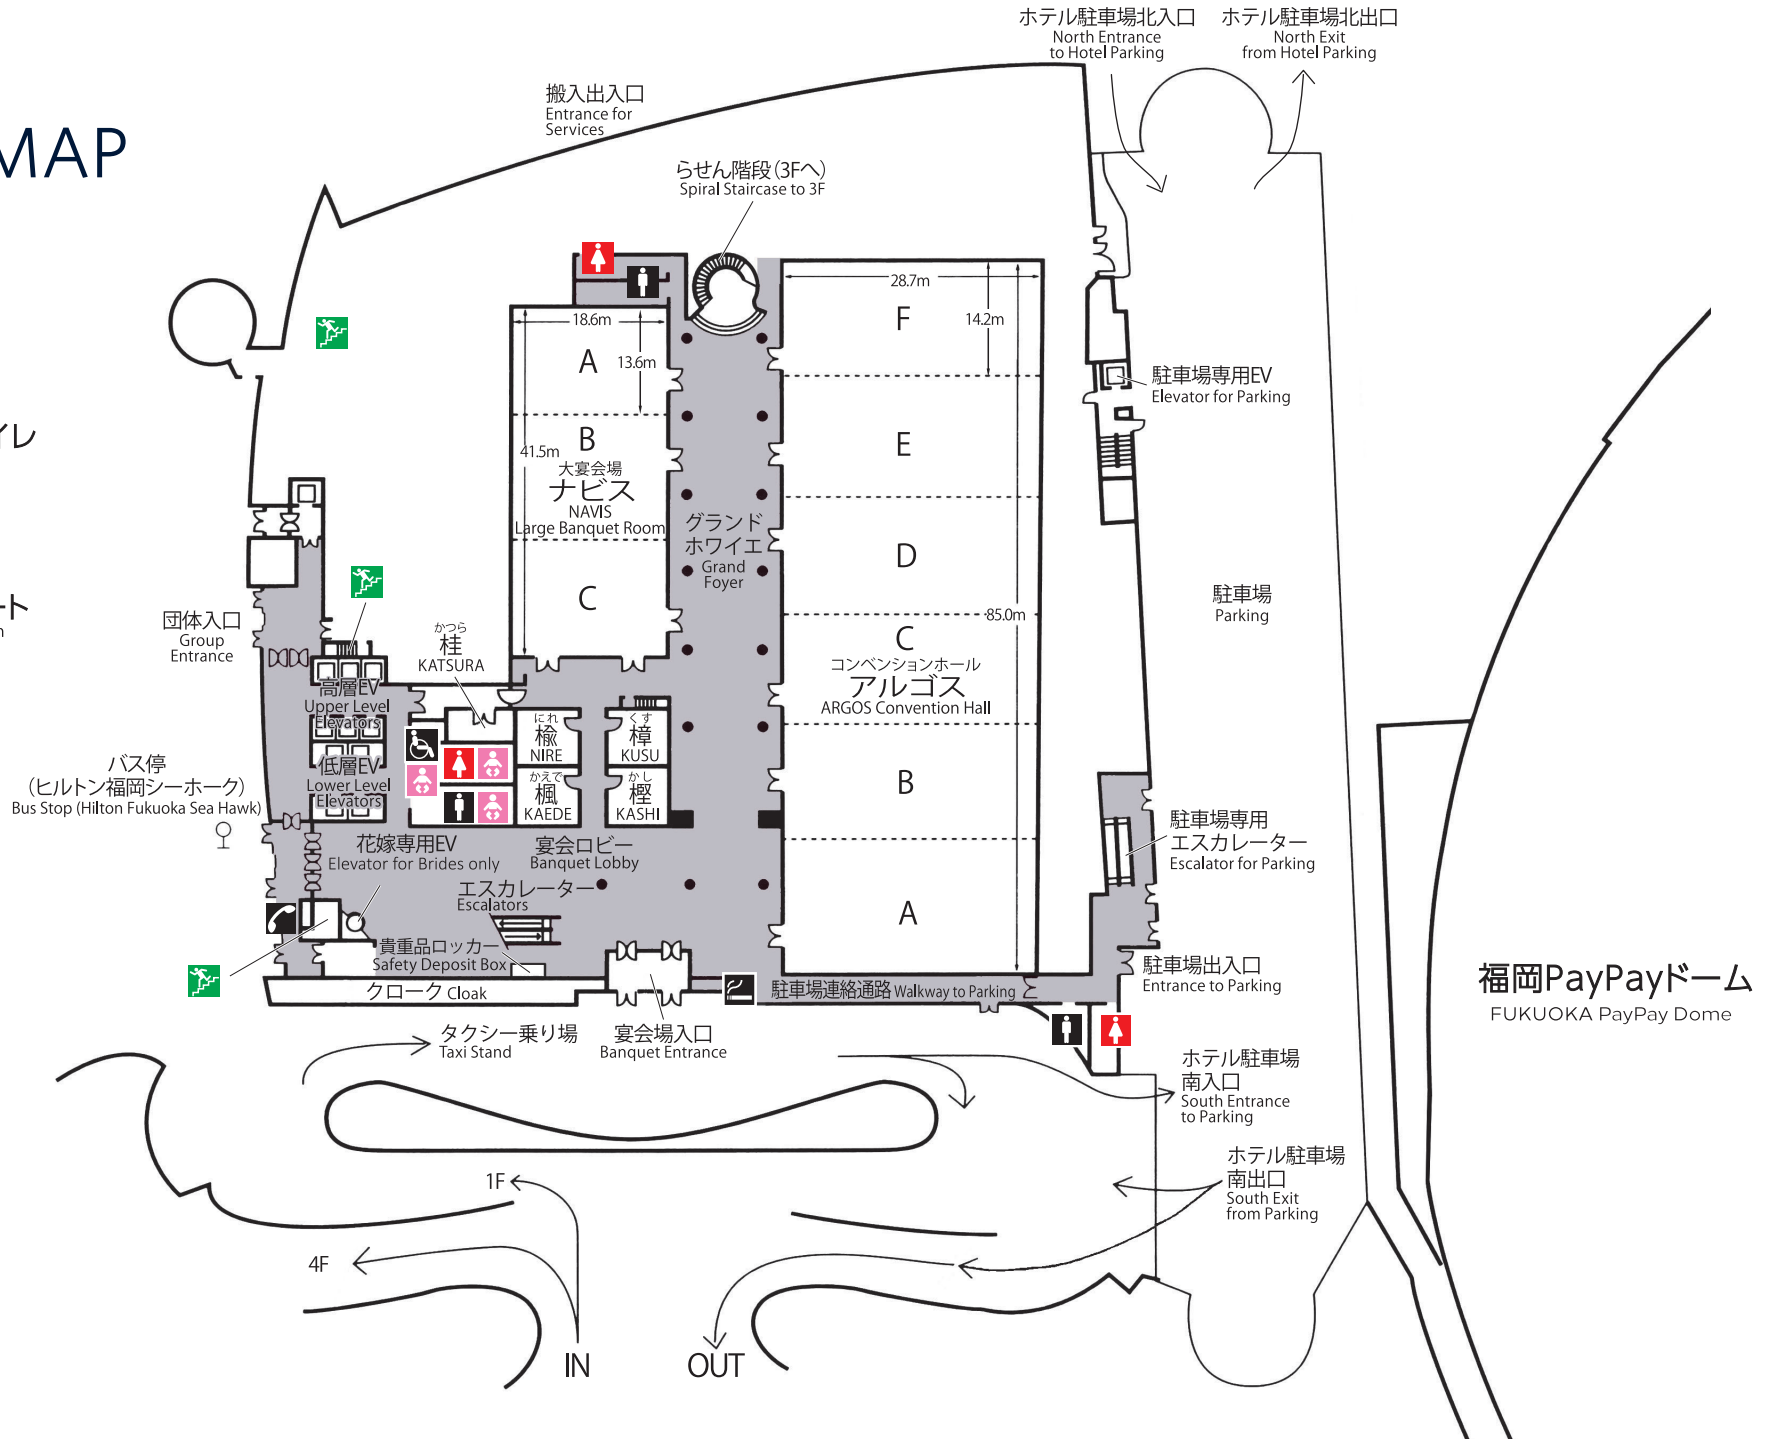 MAP
イレ
ート
ホテル駐車場北入口
North Entrance
to Hotel Parking
ホテル駐車場北出口
North Exit
from Hotel Parking
搬入出入口
Entrance for
Services
らせん階段(3Fへ)
Spiral Staircase to 3F
28.7m
14.2m
F
E
D
C
85.0m
コンベンションホール
アルゴス
ARGOS Convention Hall
B
A
18.6m
13.6m
A
B
41.5m
大宴会場
ナビス
NAVIS
Large Banquet Room
C
グランド
ホワイエ
Grand
Foyer
駐車場専用EV
Elevator for Parking
駐車場
Parking
団体入口
Group
Entrance
かつら
桂
KATSURA
高層EV
Upper Level
Elevators
低層EV
Lower Level
Elevators
にれ
楡
NIRE
くす
樟
KUSU
かえで
楓
KAEDE
かし
樫
KASHI
バス停
(ヒルトン福岡シーホーク)
Bus Stop (Hilton Fukuoka Sea Hawk)
花嫁専用EV
Elevator for Brides only
宴会ロビー
Banquet Lobby
エスカレーター
Escalators
貴重品ロッカー
Safety Deposit Box
クローク Cloak
駐車場専用
エスカレーター
Escalator for Parking
駐車場出入口
Entrance to Parking
駐車場連絡通路 Walkway to Parking
タクシー乗り場
Taxi Stand
宴会場入口
Banquet Entrance
福岡PayPayドーム
FUKUOKA PayPay Dome
ホテル駐車場
南入口
South Entrance
to Parking
ホテル駐車場
南出口
South Exit
from Parking
1F
4F
IN
OUT